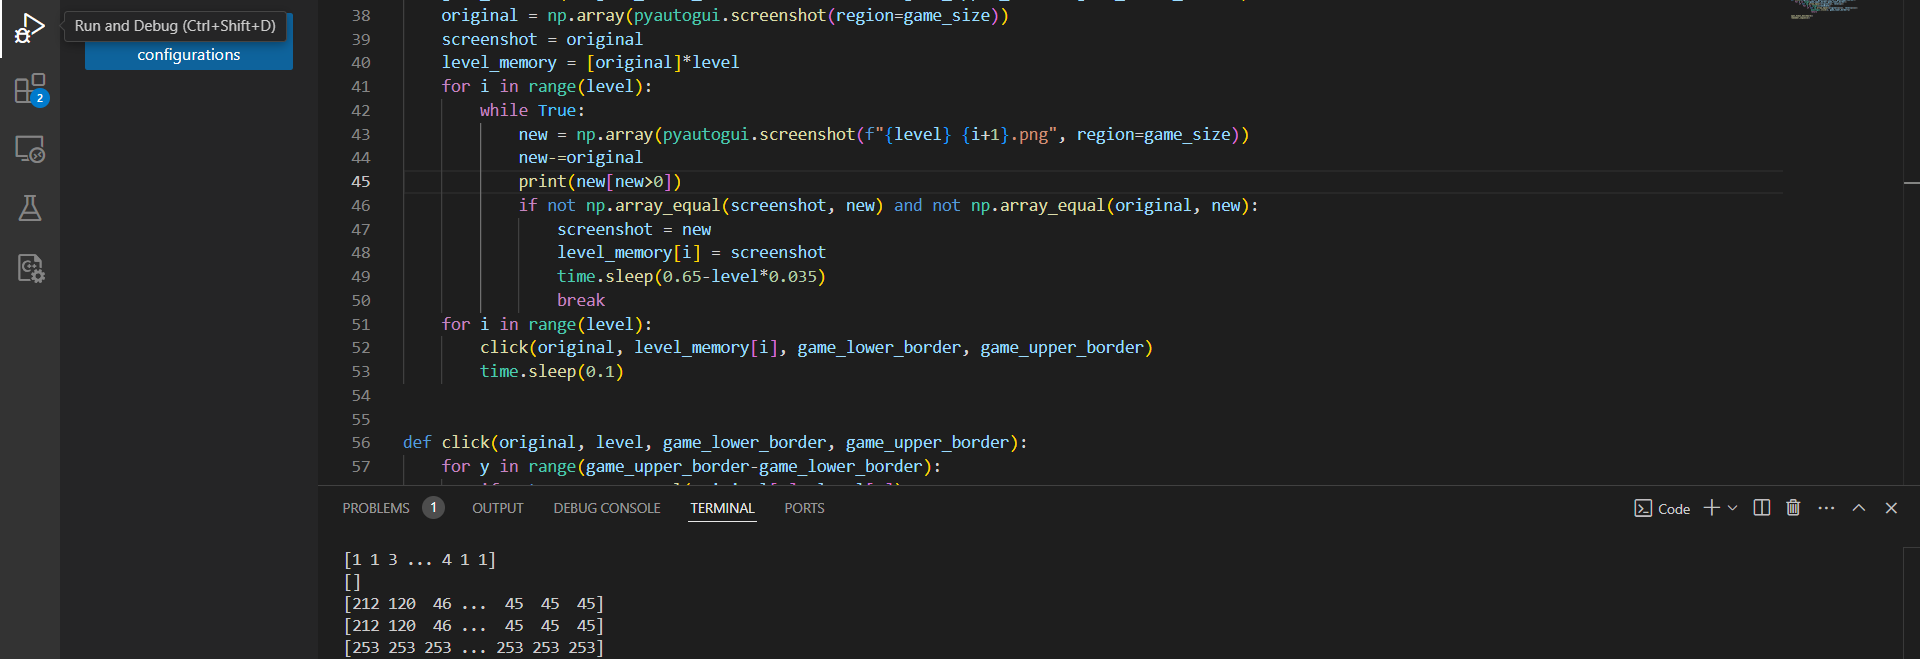 Run and Debug (Ctrl+Shift+D)
configurations
2
38 original = np.array(pyautogui.screenshot(region=game_size))
39 screenshot = original
40 level_memory = [original]*level
41 for i in range(level):
42 while True:
43 new = np.array(pyautogui.screenshot(f"{level} {i+1}.png", region=game_size))
44 new-=original
45 print(new[new>0])
46 if not np.array_equal(screenshot, new) and not np.array_equal(original, new):
47 screenshot = new
48 level_memory[i] = screenshot
49 time.sleep(0.65-level*0.035)
50 break
51 for i in range(level):
52 click(original, level_memory[i], game_lower_border, game_upper_border)
53 time.sleep(0.1)
54
55
56 def click(original, level, game_lower_border, game_upper_border):
57 for y in range(game_upper_border-game_lower_border):
PROBLEMS 1 OUTPUT DEBUG CONSOLE TERMINAL PORTS Code
[1 1 3 ... 4 1 1]
[]
[212 120  46 ...  45  45  45]
[212 120  46 ...  45  45  45]
[253 253 253 ... 253 253 253]